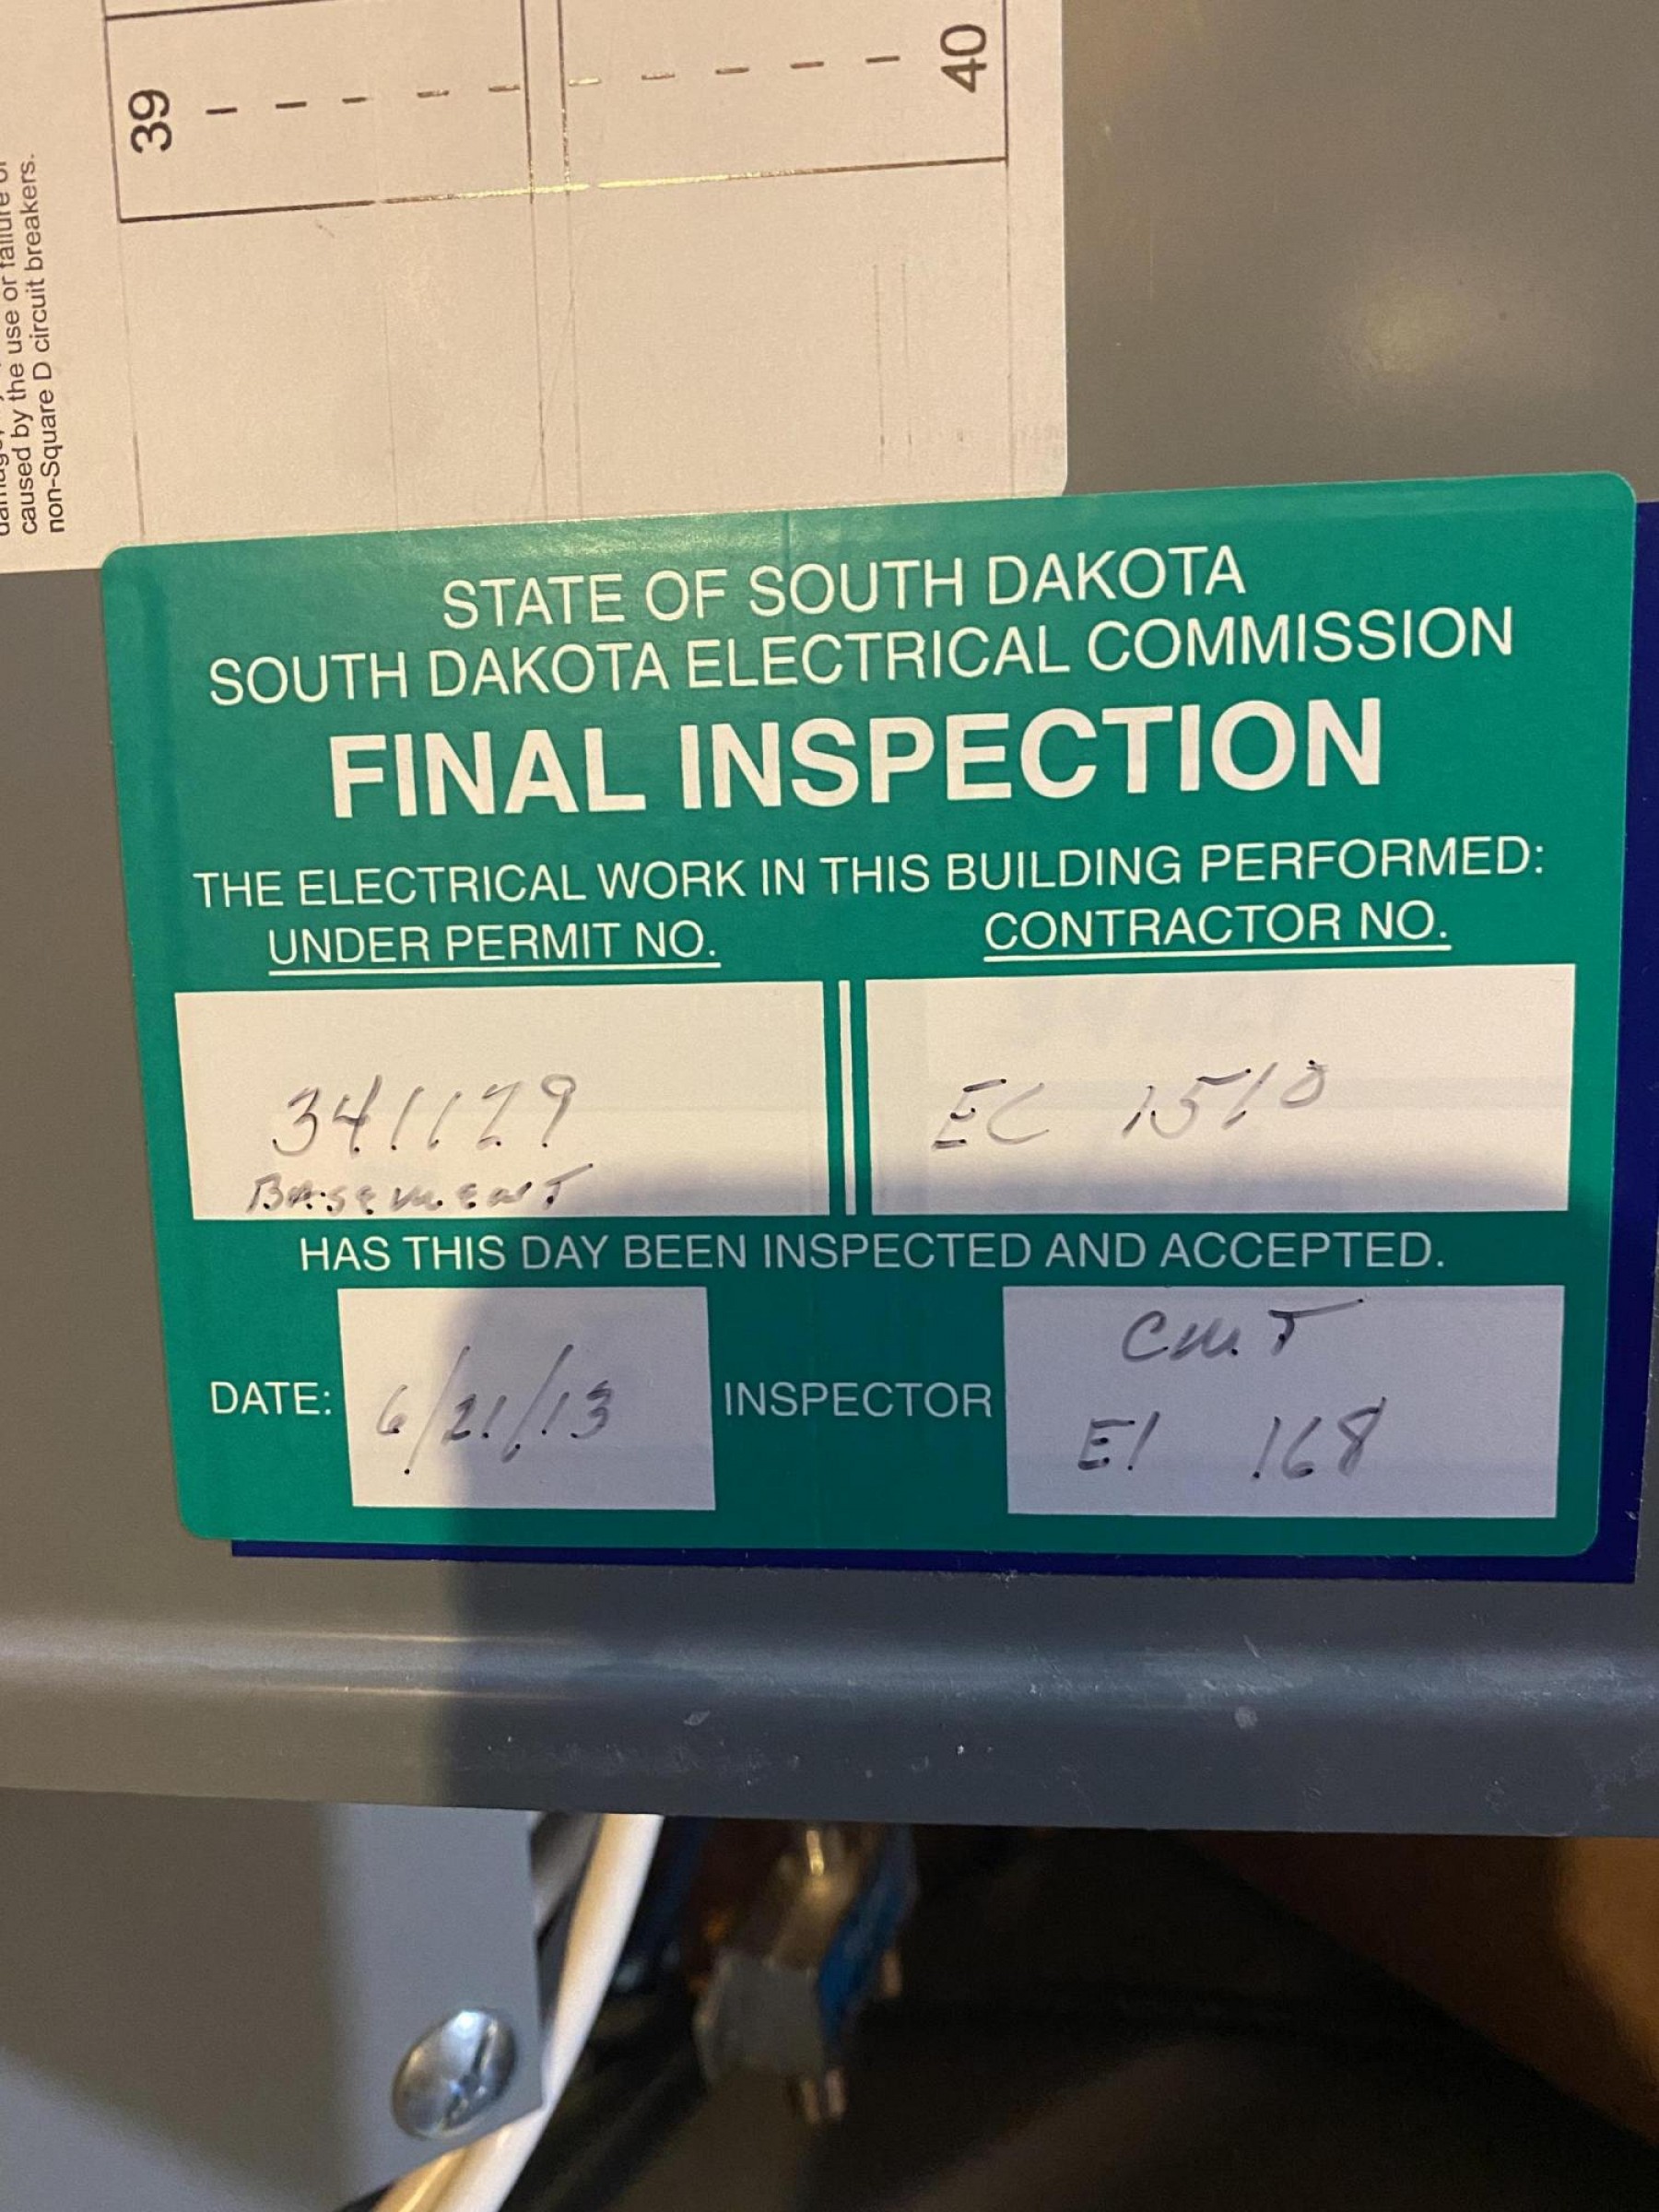 39
40
caused by the use or failure of
non-Square D circuit breakers.
STATE OF SOUTH DAKOTA
SOUTH DAKOTA ELECTRICAL COMMISSION
FINAL INSPECTION
THE ELECTRICAL WORK IN THIS BUILDING PERFORMED:
UNDER PERMIT NO.
CONTRACTOR NO.
341129
BASEMENT
EC 1510
HAS THIS DAY BEEN INSPECTED AND ACCEPTED.
DATE: 6/21/13
INSPECTOR
CMT
EI 168